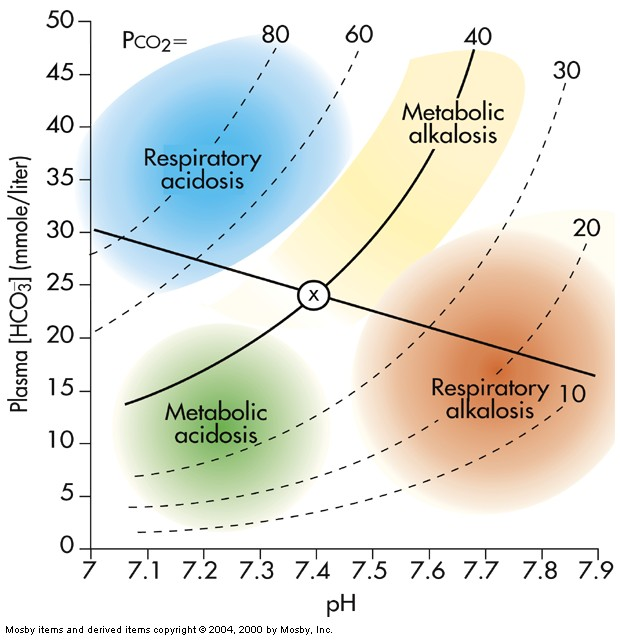 50
PCO2=
80
60
40
30
20
10
45
40
35
30
25
20
15
10
5
0
Plasma [HCO3̄] (mmole/liter)
Respiratory
acidosis
Metabolic
alkalosis
x
Metabolic
acidosis
Respiratory
alkalosis
7 7.1 7.2 7.3 7.4 7.5 7.6 7.7 7.8 7.9
pH
Mosby items and derived items copyright © 2004, 2000 by Mosby, Inc.